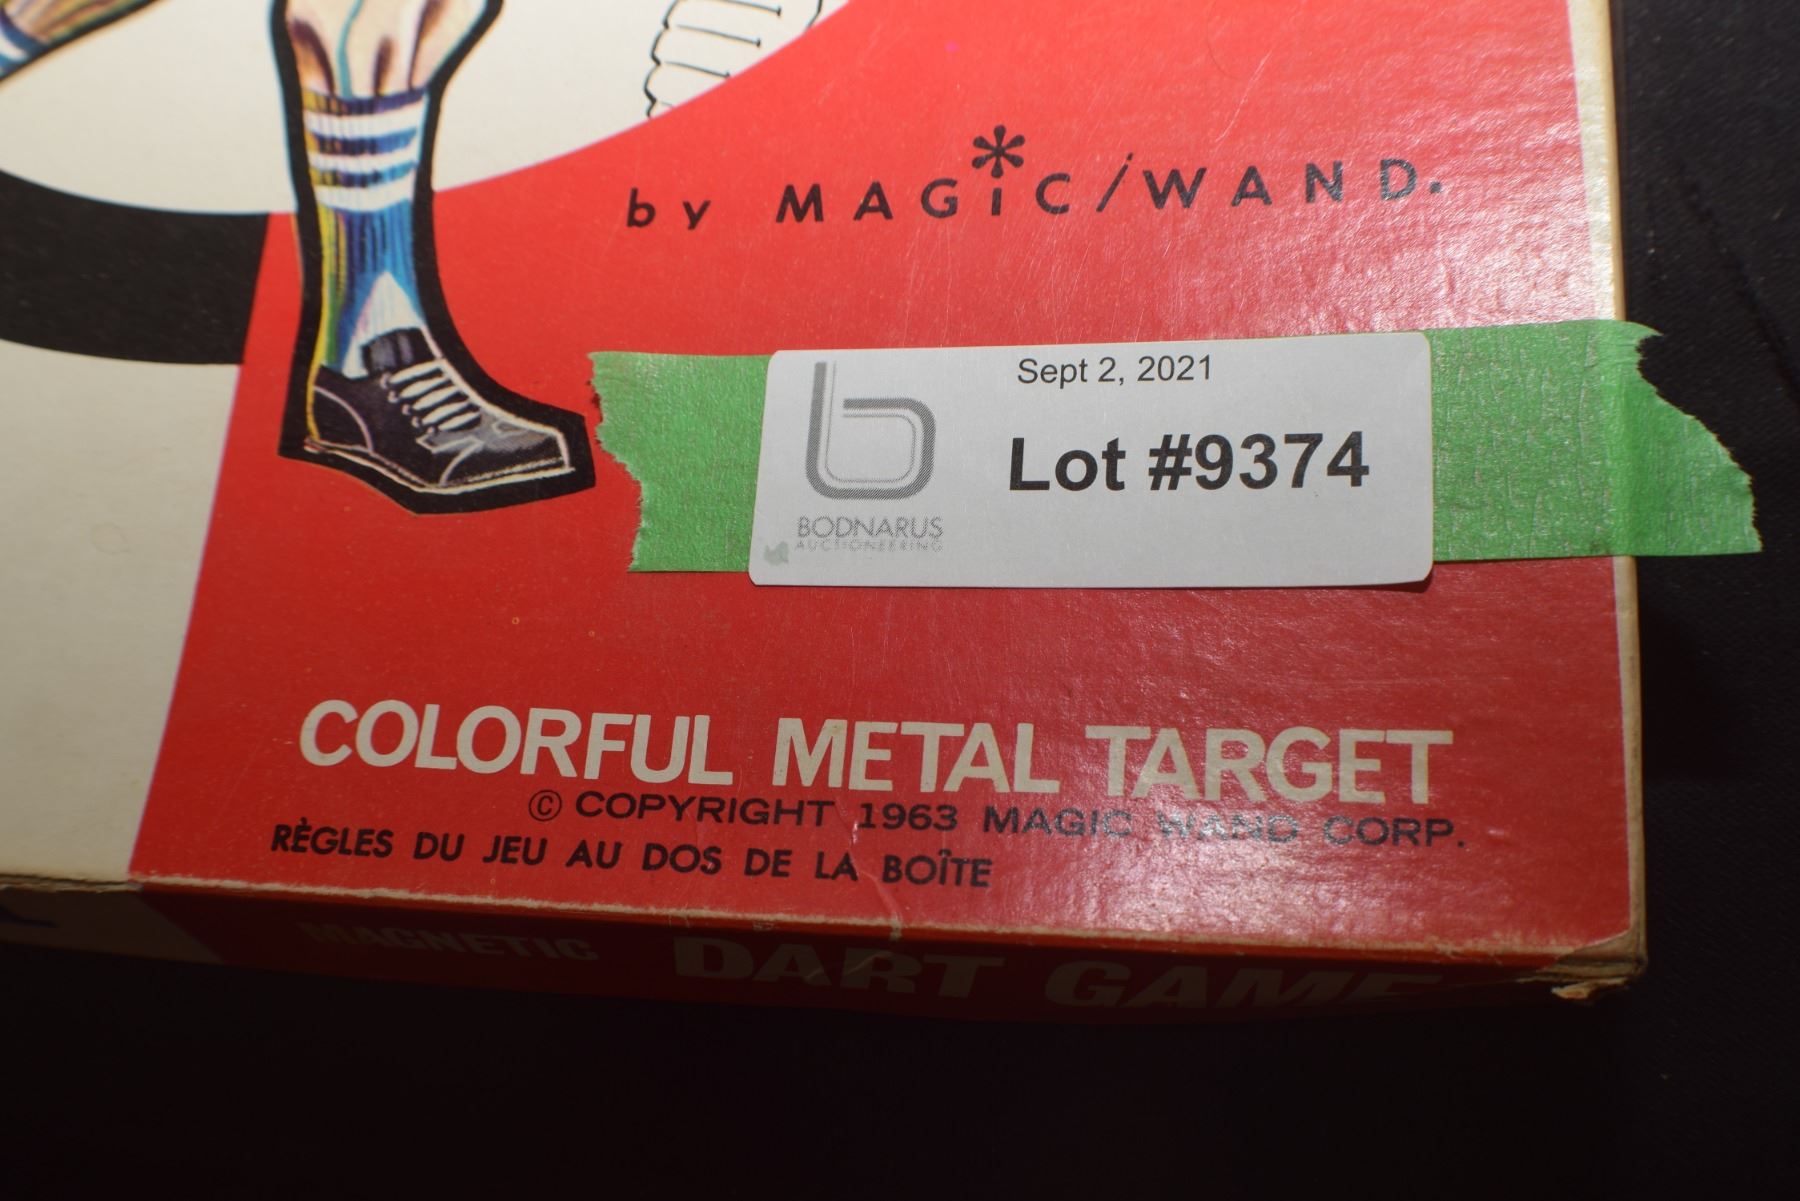 by MAGiC/WAND.
Sept 2, 2021
Lot #9374
BODNARUS
AUCTIONEERING
COLORFUL METAL TARGET
© COPYRIGHT 1963 MAGIC WAND CORP.
RÈGLES DU JEU AU DOS DE LA BOÎTE
MAGNETIC DART GAME